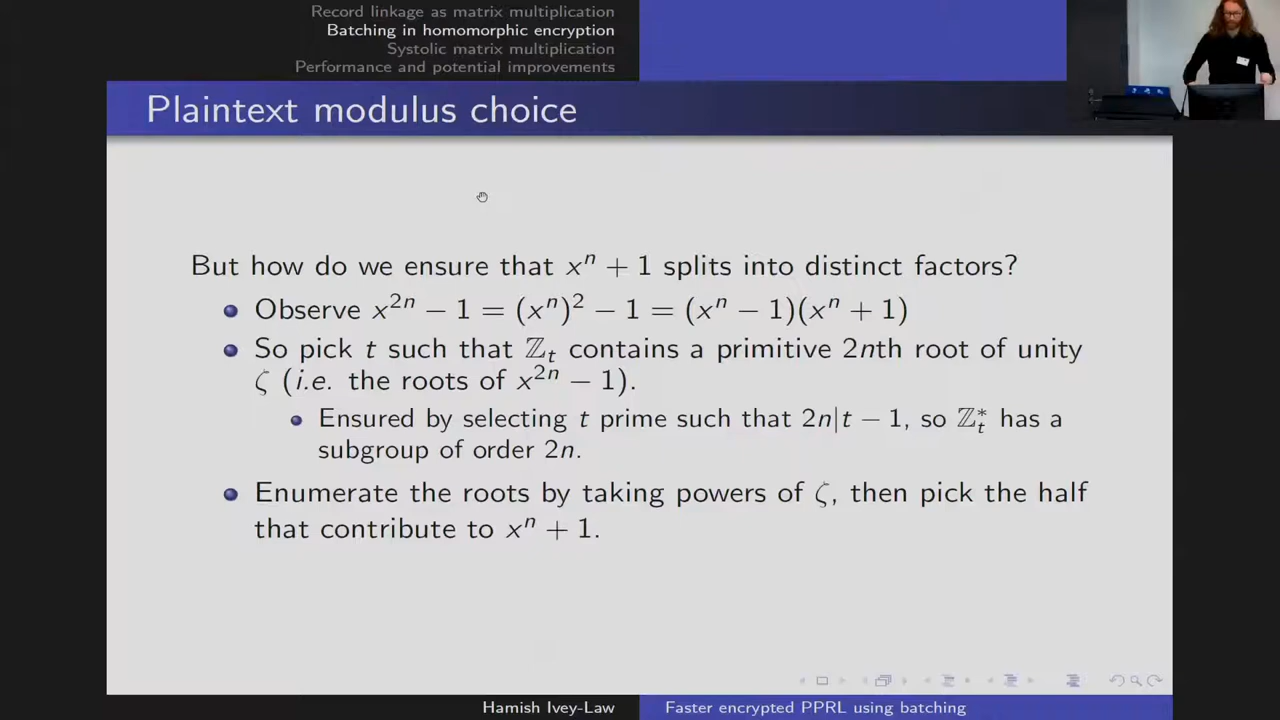 Record linkage as matrix multiplication
Batching in homomorphic encryption
Systolic matrix multiplication
Performance and potential improvements
Plaintext modulus choice
But how do we ensure that xⁿ + 1 splits into distinct factors?
Observe x²ⁿ − 1 = (xⁿ)² − 1 = (xⁿ − 1)(xⁿ + 1)
So pick t such that ℤₜ contains a primitive 2nth root of unity
ζ (i.e. the roots of x²ⁿ − 1).
Ensured by selecting t prime such that 2n|t − 1, so ℤₜ* has a
subgroup of order 2n.
Enumerate the roots by taking powers of ζ, then pick the half
that contribute to xⁿ + 1.
Hamish Ivey-Law
Faster encrypted PPRL using batching